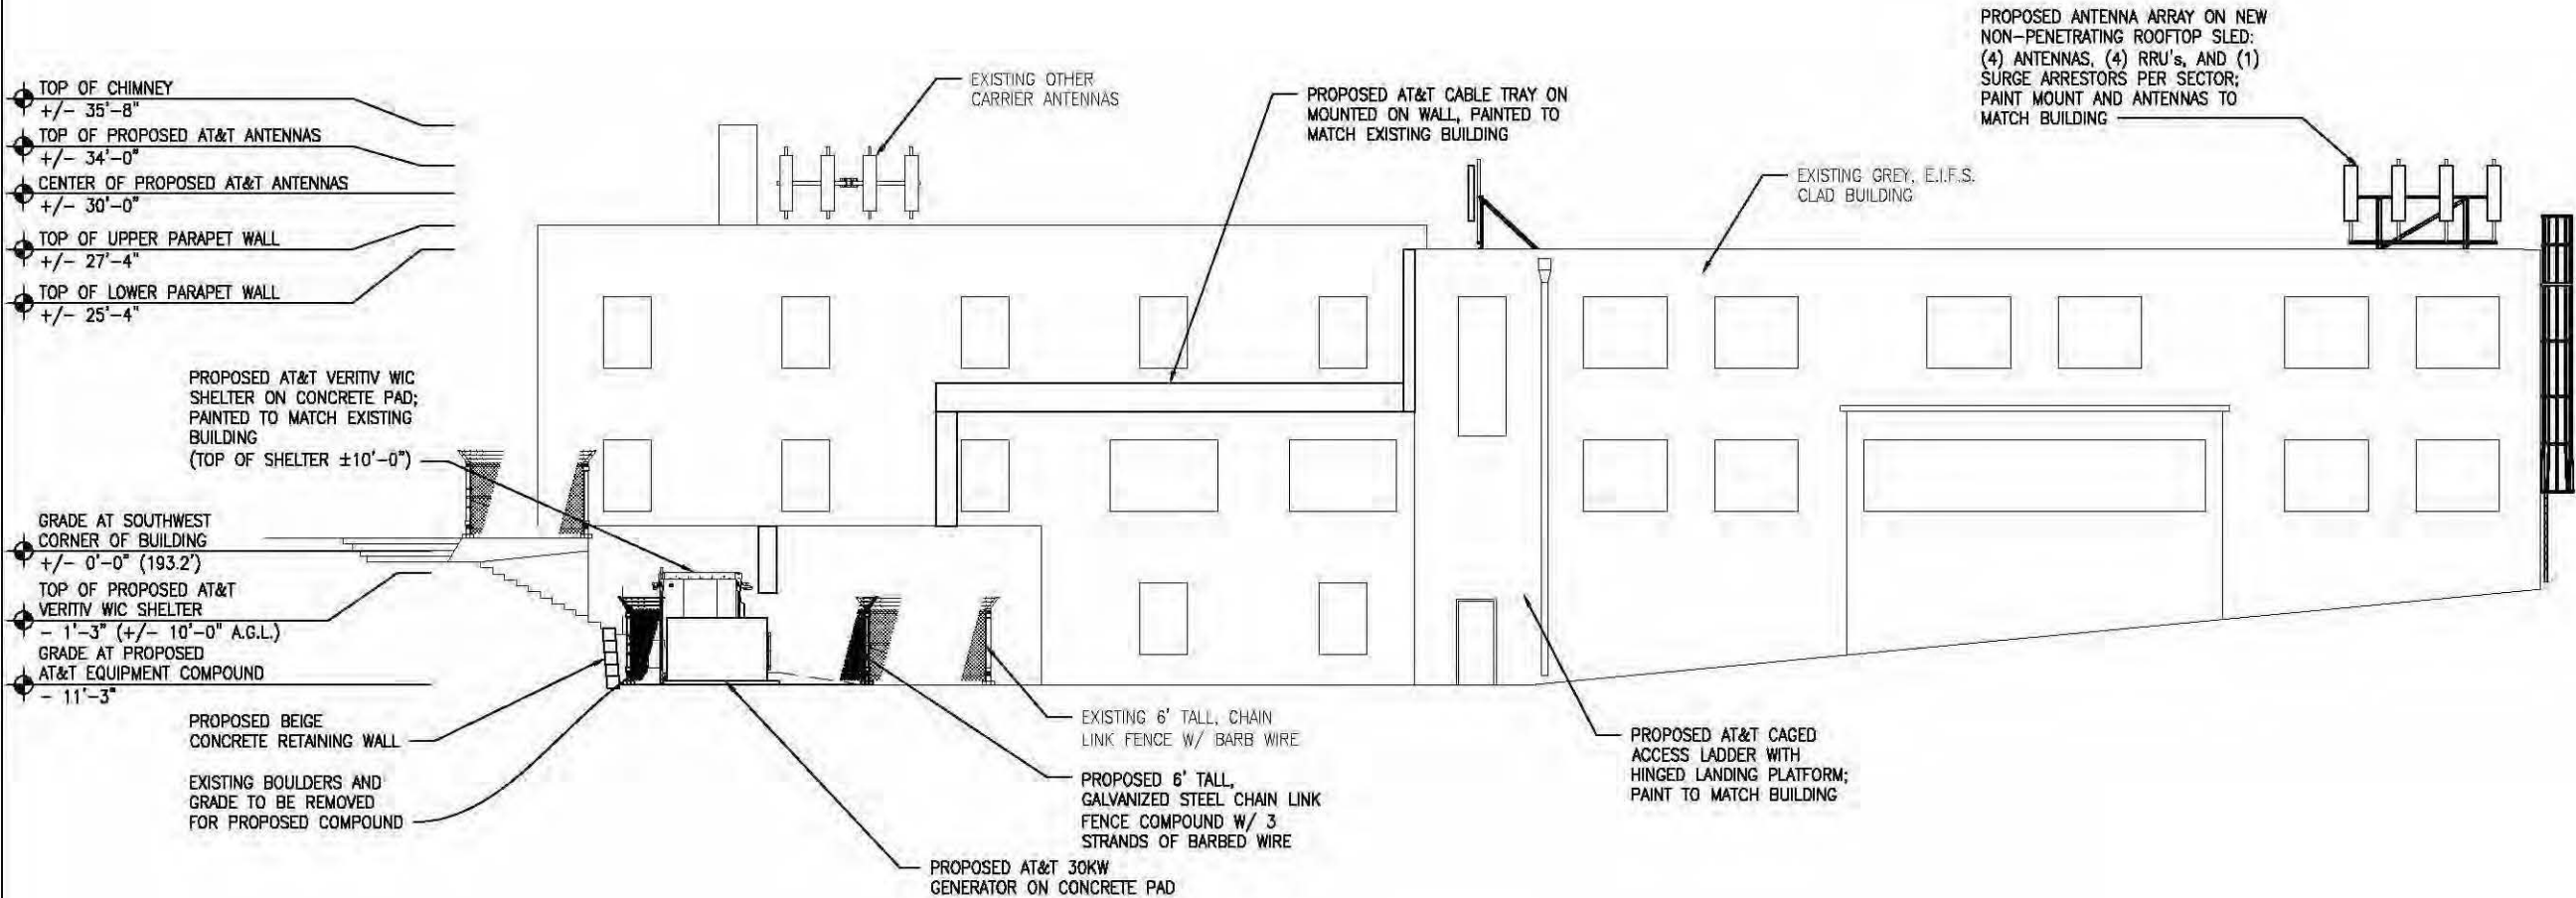 TOP OF CHIMNEY
+/- 35'-8"
TOP OF PROPOSED AT&T ANTENNAS
+/- 34'-0"
CENTER OF PROPOSED AT&T ANTENNAS
+/- 30'-0"
TOP OF UPPER PARAPET WALL
+/- 27'-4"
TOP OF LOWER PARAPET WALL
+/- 25'-4"
EXISTING OTHER
CARRIER ANTENNAS
PROPOSED AT&T CABLE TRAY ON
MOUNTED ON WALL, PAINTED TO
MATCH EXISTING BUILDING
EXISTING GREY, E.I.F.S.
CLAD BUILDING
PROPOSED ANTENNA ARRAY ON NEW
NON-PENETRATING ROOFTOP SLED:
(4) ANTENNAS, (4) RRU's, AND (1)
SURGE ARRESTORS PER SECTOR;
PAINT MOUNT AND ANTENNAS TO
MATCH BUILDING
PROPOSED AT&T VERITIV WIC
SHELTER ON CONCRETE PAD;
PAINTED TO MATCH EXISTING
BUILDING
(TOP OF SHELTER ±10'-0")
GRADE AT SOUTHWEST
CORNER OF BUILDING
+/- 0'-0" (193.2')
TOP OF PROPOSED AT&T
VERITIV WIC SHELTER
- 1'-3" (+/- 10'-0" A.G.L.)
GRADE AT PROPOSED
AT&T EQUIPMENT COMPOUND
- 11'-3"
PROPOSED BEIGE
CONCRETE RETAINING WALL
EXISTING BOULDERS AND
GRADE TO BE REMOVED
FOR PROPOSED COMPOUND
EXISTING 6' TALL, CHAIN
LINK FENCE W/ BARB WIRE
PROPOSED 6' TALL,
GALVANIZED STEEL CHAIN LINK
FENCE COMPOUND W/ 3
STRANDS OF BARBED WIRE
PROPOSED AT&T 30KW
GENERATOR ON CONCRETE PAD
PROPOSED AT&T CAGED
ACCESS LADDER WITH
HINGED LANDING PLATFORM;
PAINT TO MATCH BUILDING